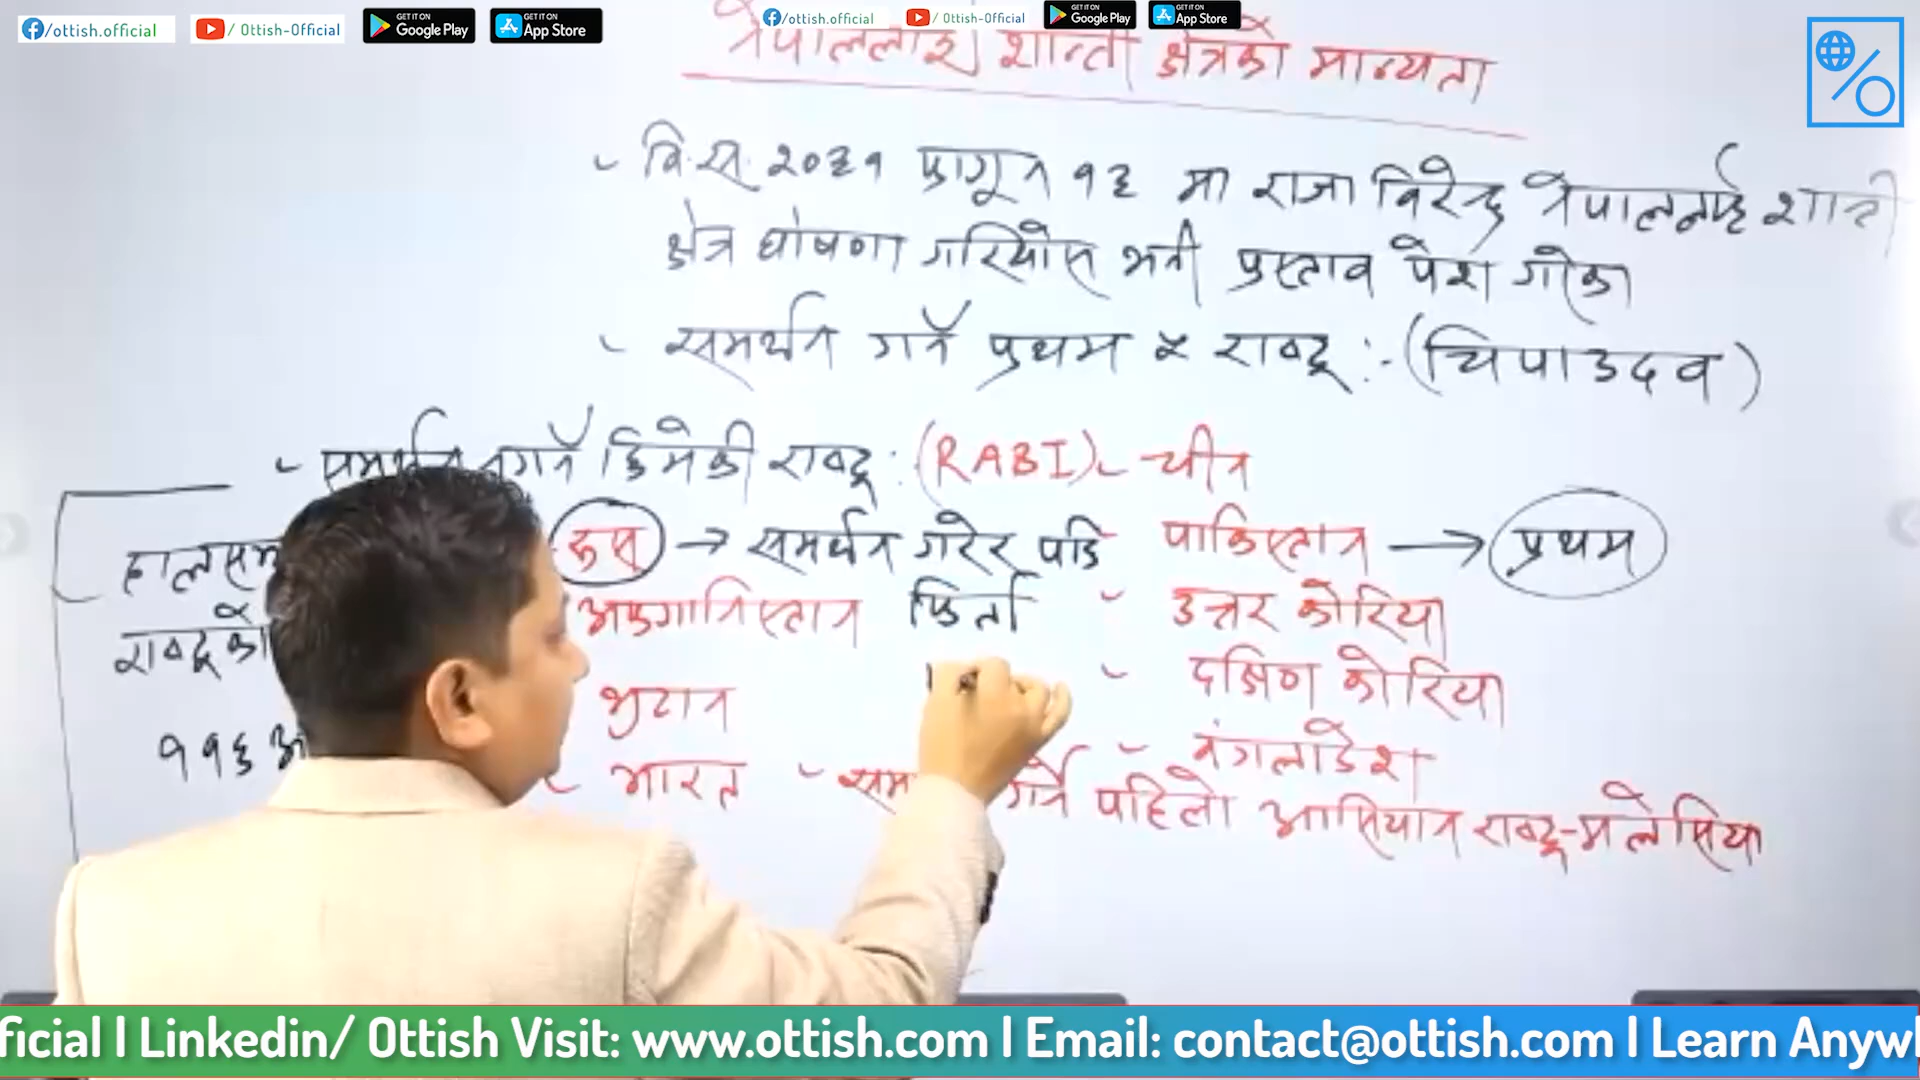 /ottish.official / Ottish-Official GET IT ON Google Play GET IT ON App Store /ottish.official / Ottish-Official GET IT ON Google Play GET IT ON App Store
नेपाललाई शान्ती क्षेत्रको मान्यता
- वि.स. २०३१ फागून १३ मा राजा विरेन्द्र नेपाललाई शान्ती
क्षेत्र घोषणा गरियोस भनी प्रस्ताव पेश गरेका
- समर्थन गर्ने प्रथम ५ राष्ट्र :- (चिपाउदव)
- समर्थन नगर्ने छिमेकी राष्ट्र : (RABI)
- चीन
रुस → समर्थन गरेर पछि फिर्ता
पाकिस्तान → प्रथम
अफगानिस्तान
- उत्तर कोरिया
भुटान
- दक्षिण कोरिया
- भारत
- वंगलादेश
- गर्ने पहिलो आसियान राष्ट्र-मलेसिया
राष्ट्रको
११६
ficial | Linkedin/ Ottish Visit: www.ottish.com | Email: contact@ottish.com | Learn Anywh